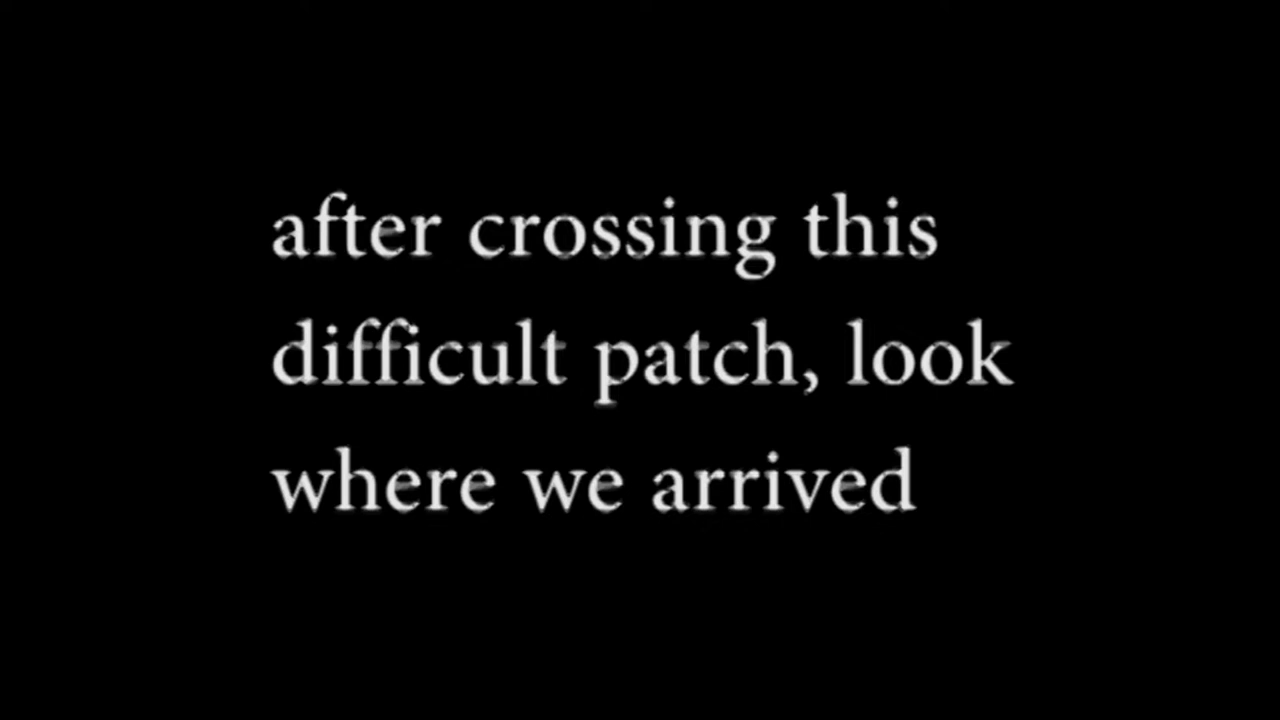 after crossing this
difficult patch, look
where we arrived